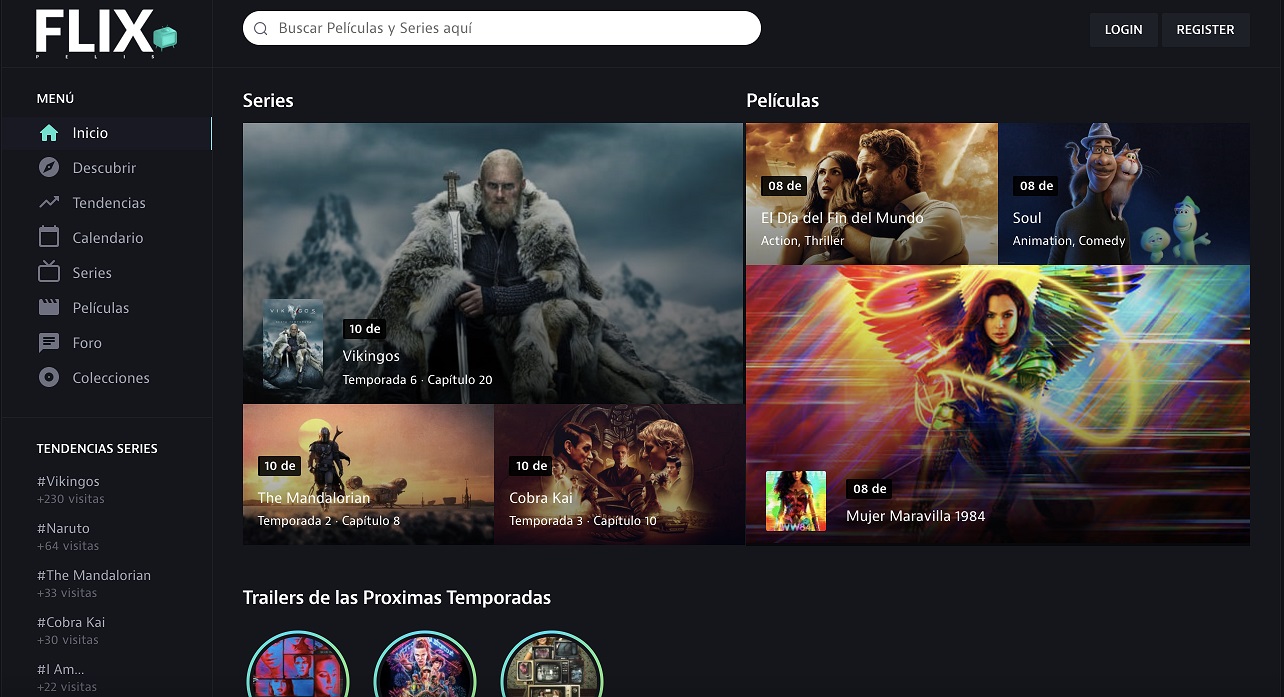 FLIX
PELIS
Buscar Películas y Series aquí
LOGIN
REGISTER
MENÚ
Inicio
Descubrir
Tendencias
Calendario
Series
Películas
Foro
Colecciones
TENDENCIAS SERIES
#Vikingos
+230 visitas
#Naruto
+64 visitas
#The Mandalorian
+33 visitas
#Cobra Kai
+30 visitas
#I Am...
+22 visitas
Series
VIKINGOS
10 de
Vikingos
Temporada 6 · Capítulo 20
10 de
The Mandalorian
Temporada 2 · Capítulo 8
10 de
Cobra Kai
Temporada 3 · Capítulo 10
Películas
08 de
El Día del Fin del Mundo
Action, Thriller
08 de
Soul
Animation, Comedy
WW84
08 de
Mujer Maravilla 1984
Trailers de las Proximas Temporadas